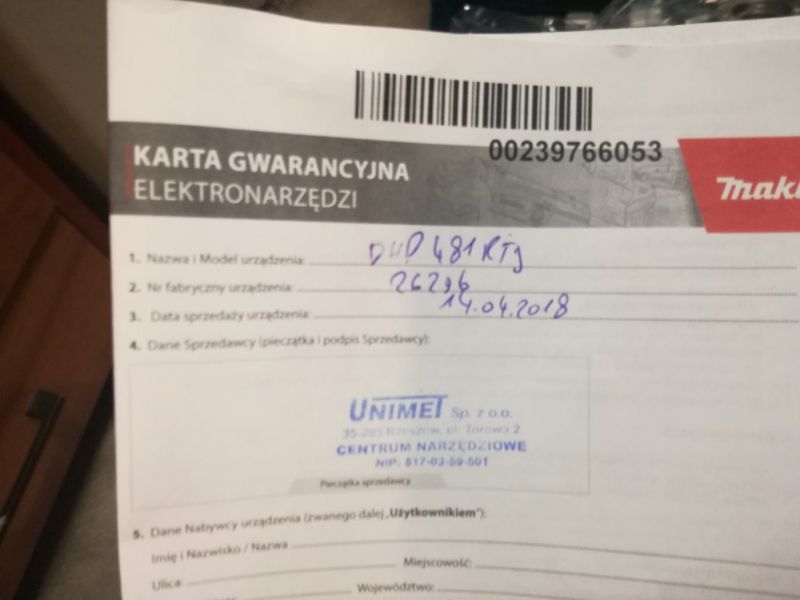 00239766053
KARTA GWARANCYJNA
ELEKTRONARZĘDZI
Maki
1. Nazwa i Model urządzenia: DHP 481 RTJ
2. Nr fabryczny urządzenia: 26296
3. Data sprzedaży urządzenia: 14.04.2018
4. Dane Sprzedawcy (pieczątka i podpis Sprzedawcy):
UNIMET Sp. z o.o.
35-205 Rzeszów, ul. Torowa 2
CENTRUM NARZĘDZIOWE
NIP: 817-03-59-501
Pieczątka sprzedawcy
5. Dane Nabywcy urządzenia (zwanego dalej „Użytkownikiem"):
Imię i Nazwisko / Nazwa
Ulica: Miejscowość:
Województwo: